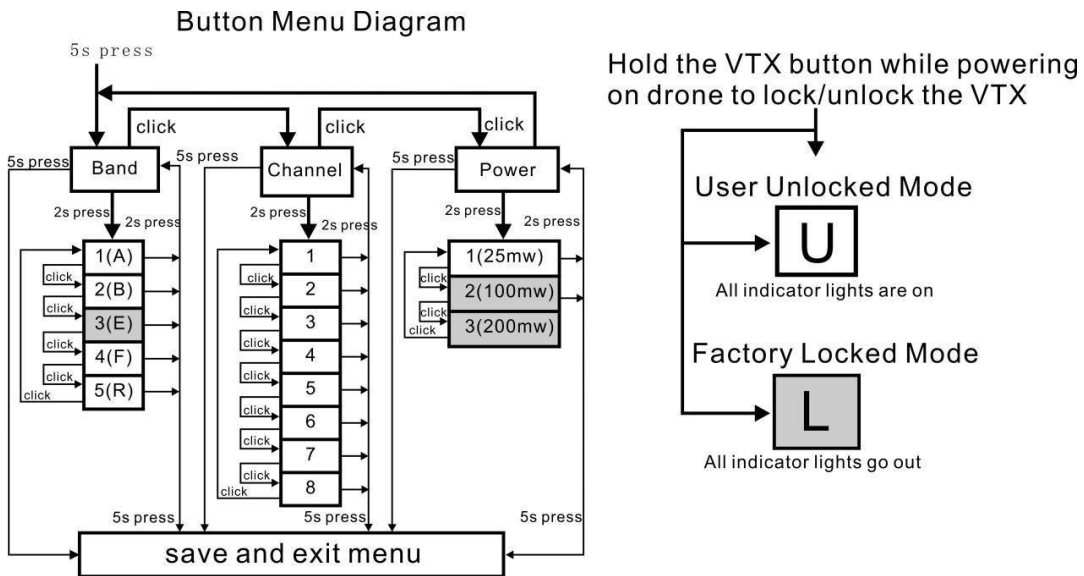 Button Menu Diagram
5s press
click
click
click
5s press
Band
5s press
Channel
5s press
Power
2s press
2s press
2s press
2s press
2s press
2s press
1(A)
click
2(B)
click
3(E)
click
4(F)
click
5(R)
click
1
click
2
click
3
click
4
click
5
click
6
click
7
click
8
click
1(25mw)
click
2(100mw)
click
3(200mw)
click
5s press
5s press
5s press
save and exit menu
Hold the VTX button while powering
on drone to lock/unlock the VTX
User Unlocked Mode
U
All indicator lights are on
Factory Locked Mode
L
All indicator lights go out